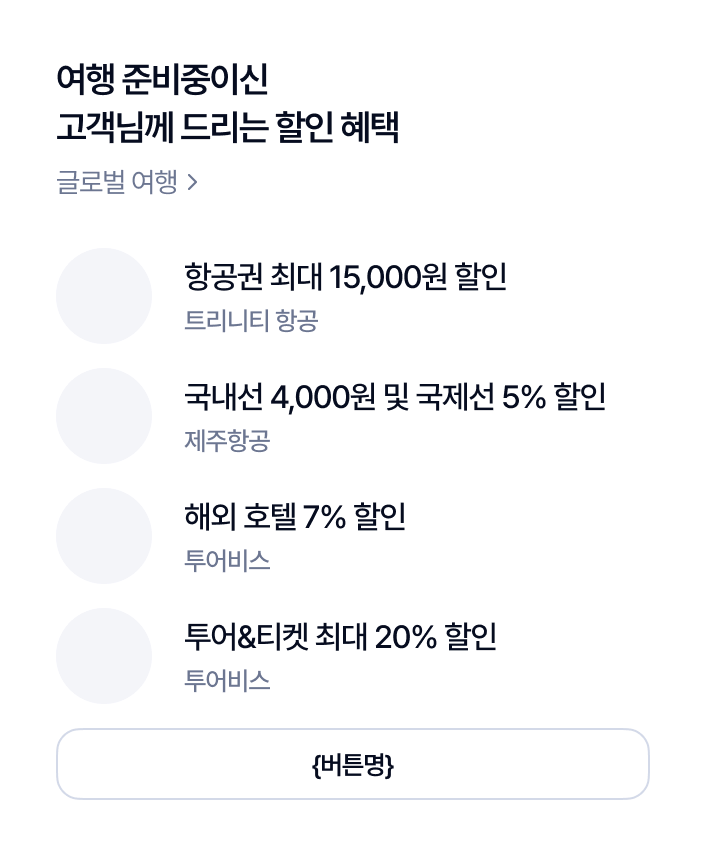 여행 준비중이신
고객님께 드리는 할인 혜택
글로벌 여행 >
항공권 최대 15,000원 할인
트리니티 항공
국내선 4,000원 및 국제선 5% 할인
제주항공
해외 호텔 7% 할인
투어비스
투어&티켓 최대 20% 할인
투어비스
{버튼명}